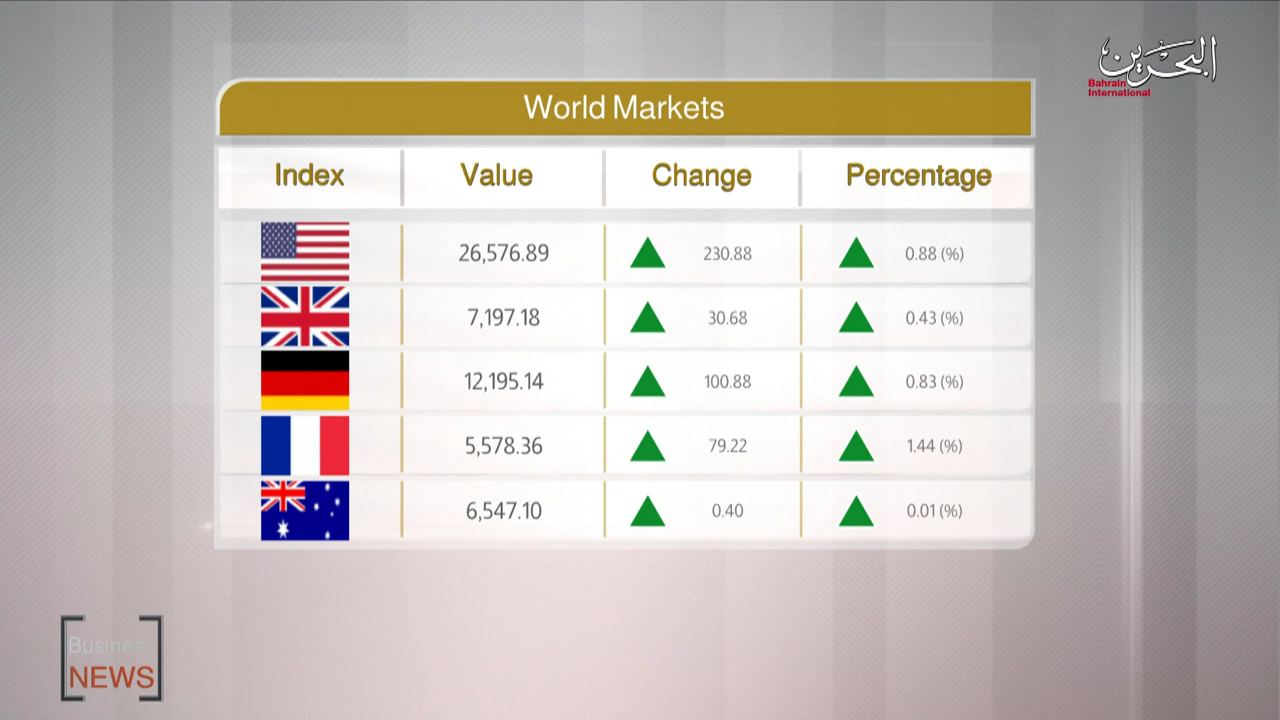 البحرين
Bahrain
International
World Markets
Index Value Change Percentage
26,576.89 230.88 0.88 (%)
7,197.18 30.68 0.43 (%)
12,195.14 100.88 0.83 (%)
5,578.36 79.22 1.44 (%)
6,547.10 0.40 0.01 (%)
Business
NEWS